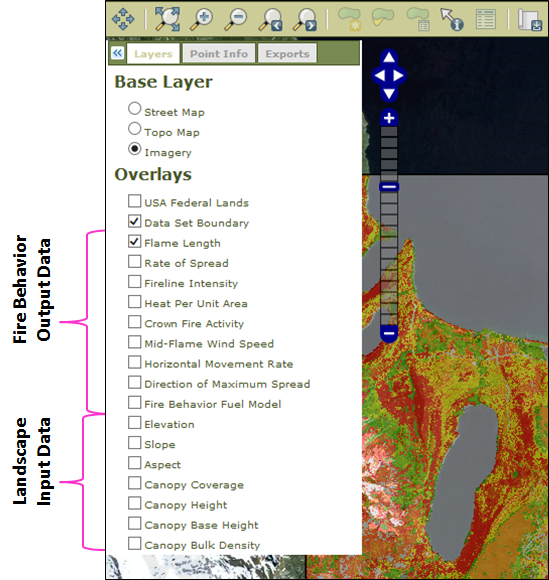 Layers Point Info Exports
Base Layer
Street Map
Topo Map
Imagery
Overlays
USA Federal Lands
Data Set Boundary
Flame Length
Rate of Spread
Fireline Intensity
Heat Per Unit Area
Crown Fire Activity
Mid-Flame Wind Speed
Horizontal Movement Rate
Direction of Maximum Spread
Fire Behavior Fuel Model
Elevation
Slope
Aspect
Canopy Coverage
Canopy Height
Canopy Base Height
Canopy Bulk Density
Fire Behavior
Output Data
Landscape
Input Data